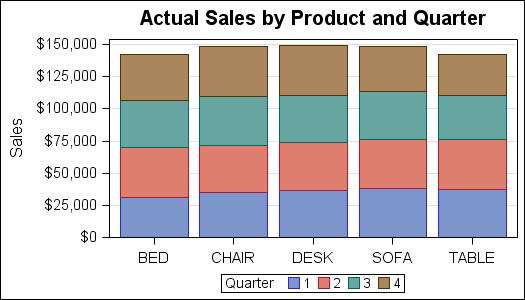 Actual Sales by Product and Quarter
Sales
$150,000
$125,000
$100,000
$75,000
$50,000
$25,000
$0
BED CHAIR DESK SOFA TABLE
Quarter 1 2 3 4